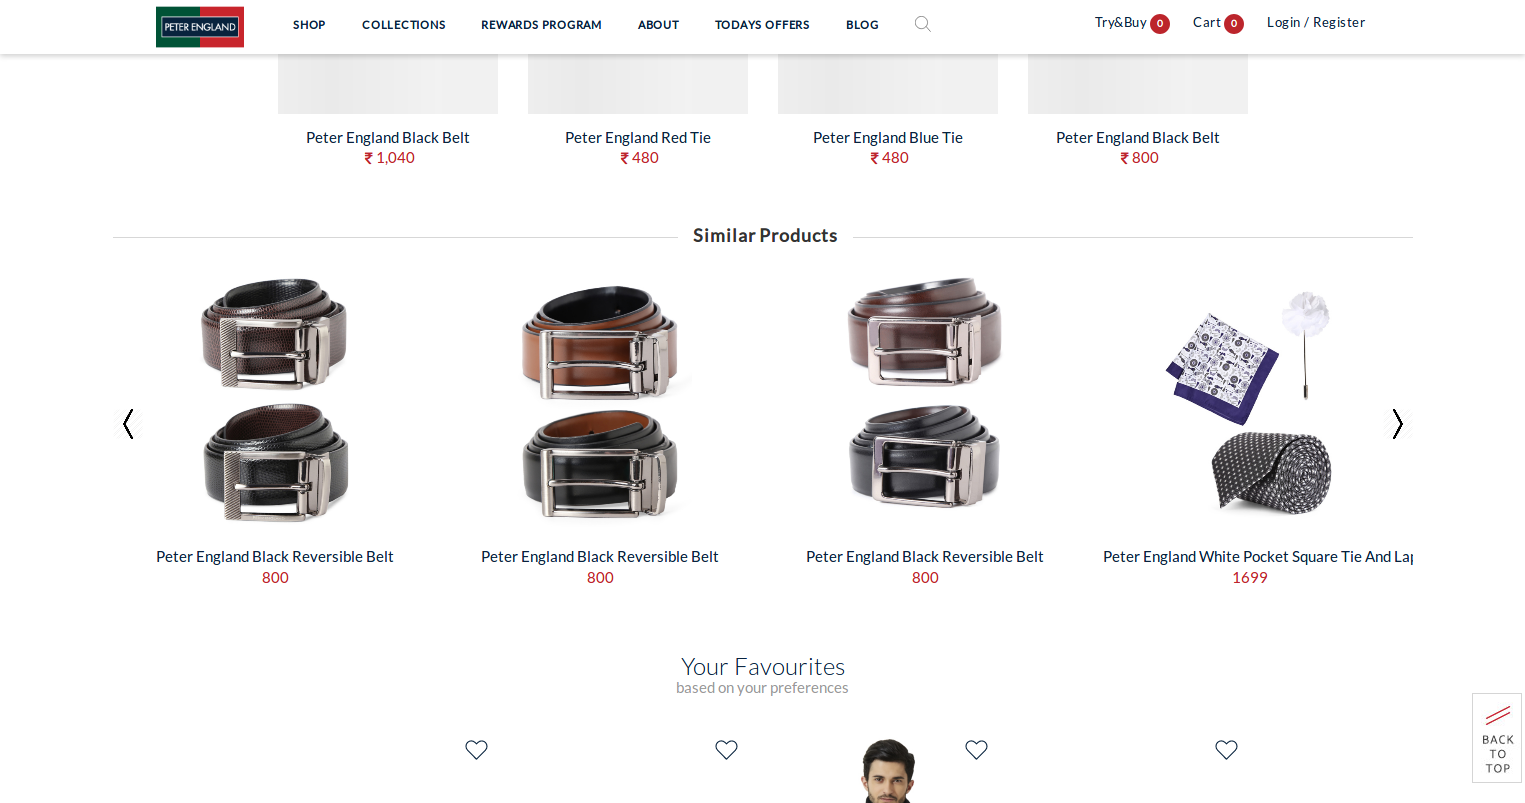 PETER ENGLAND SHOP COLLECTIONS REWARDS PROGRAM ABOUT TODAYS OFFERS BLOG Try&Buy 0 Cart 0 Login / Register
Peter England Black Belt Peter England Red Tie Peter England Blue Tie Peter England Black Belt
₹ 1,040 ₹ 480 ₹ 480 ₹ 800
Similar Products
Peter England Black Reversible Belt Peter England Black Reversible Belt Peter England Black Reversible Belt Peter England White Pocket Square Tie And Lap
800 800 800 1699
Your Favourites
based on your preferences
BACK
TO
TOP